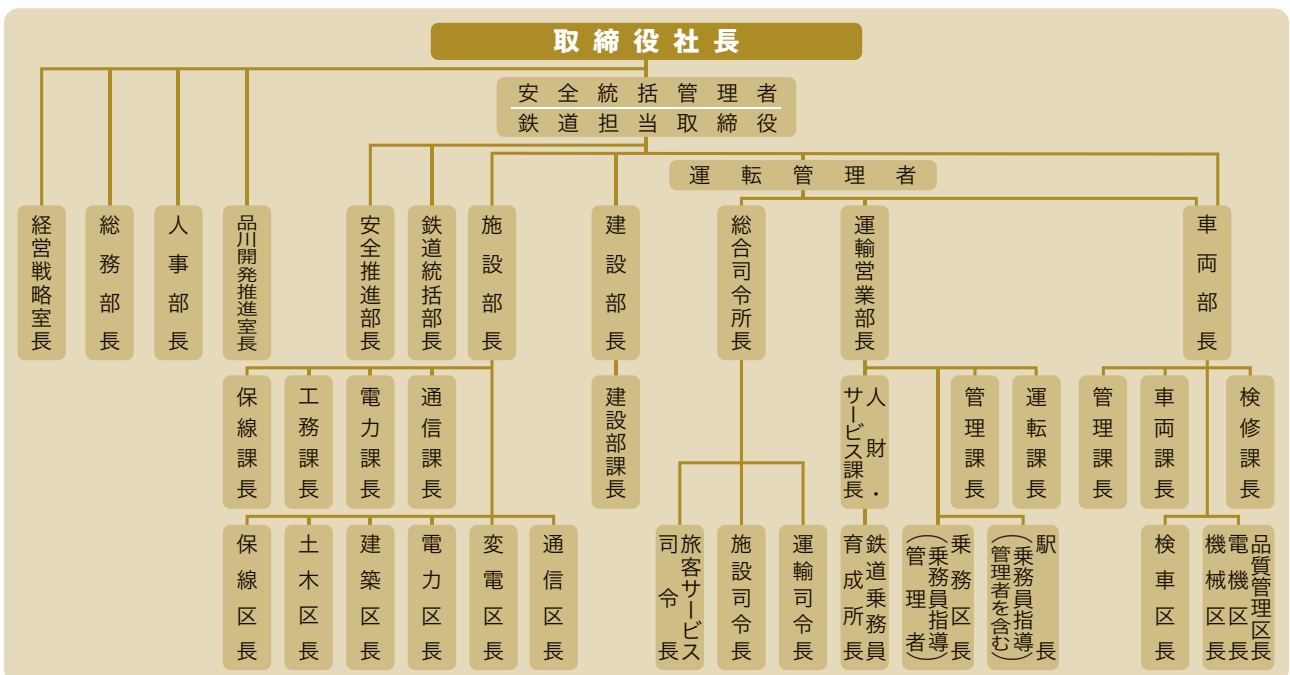 取締役社長
安全統括管理者
鉄道担当取締役
運転管理者
経営戦略室長
総務部長
人事部長
品川開発推進室長
安全推進部長
鉄道統括部長
施設部長
建設部長
総合司令所長
運輸営業部長
車両部長
保線課長
工務課長
電力課長
通信課長
建設部課長
人財・
サービス課長
管理課長
運転課長
管理課長
車両課長
検修課長
保線区長
土木区長
建築区長
電力区長
変電区長
通信区長
旅客サービス
司令長
施設司令長
運輸司令長
鉄道乗務員
育成所長
乗務区長
(乗務員指導
管理者)
駅長
(乗務員指導
管理者を含む)
検車区長
品質管理区長
電機区長
機械区長